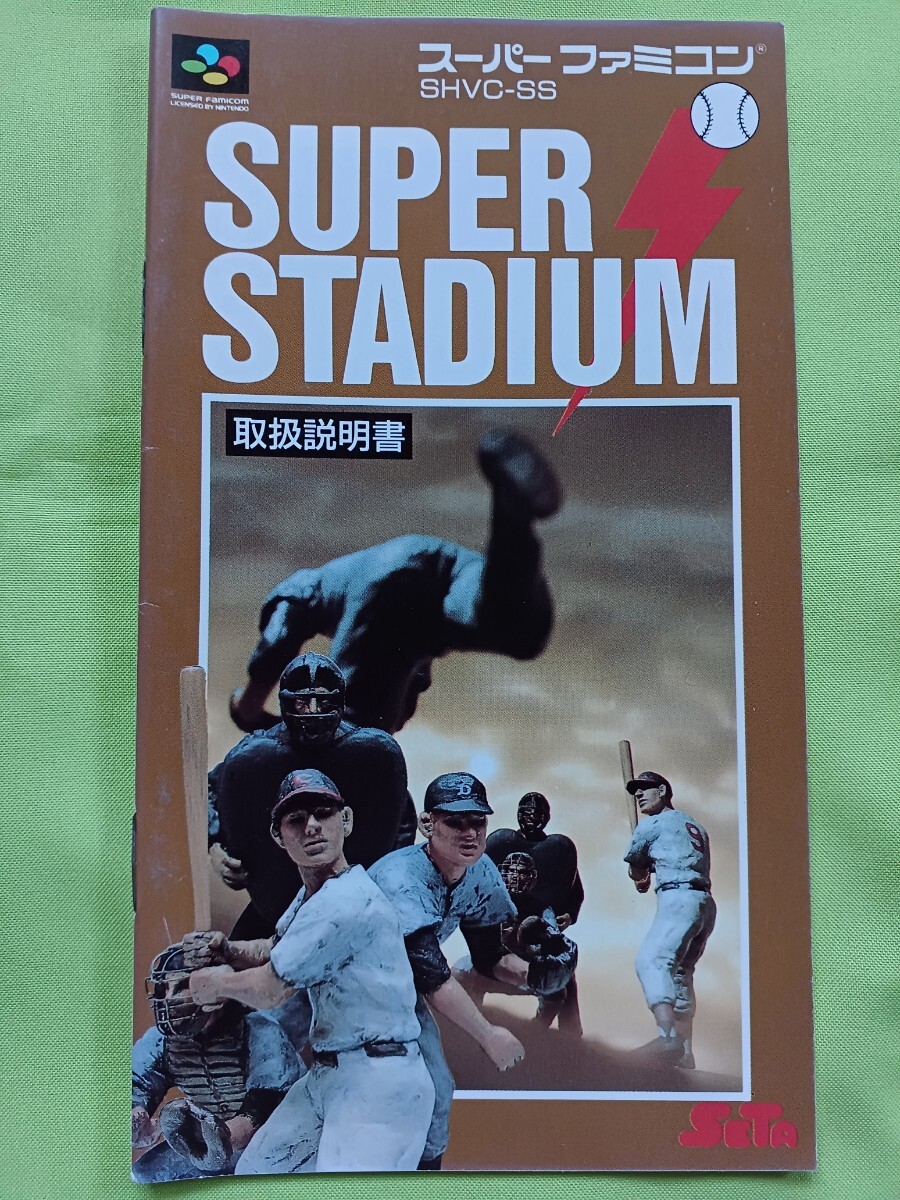 スーパーファミコン®
SHVC-SS
SUPER FAMICOM
LICENSED BY NINTENDO
SUPER
STADIUM
取扱説明書
9
SETA